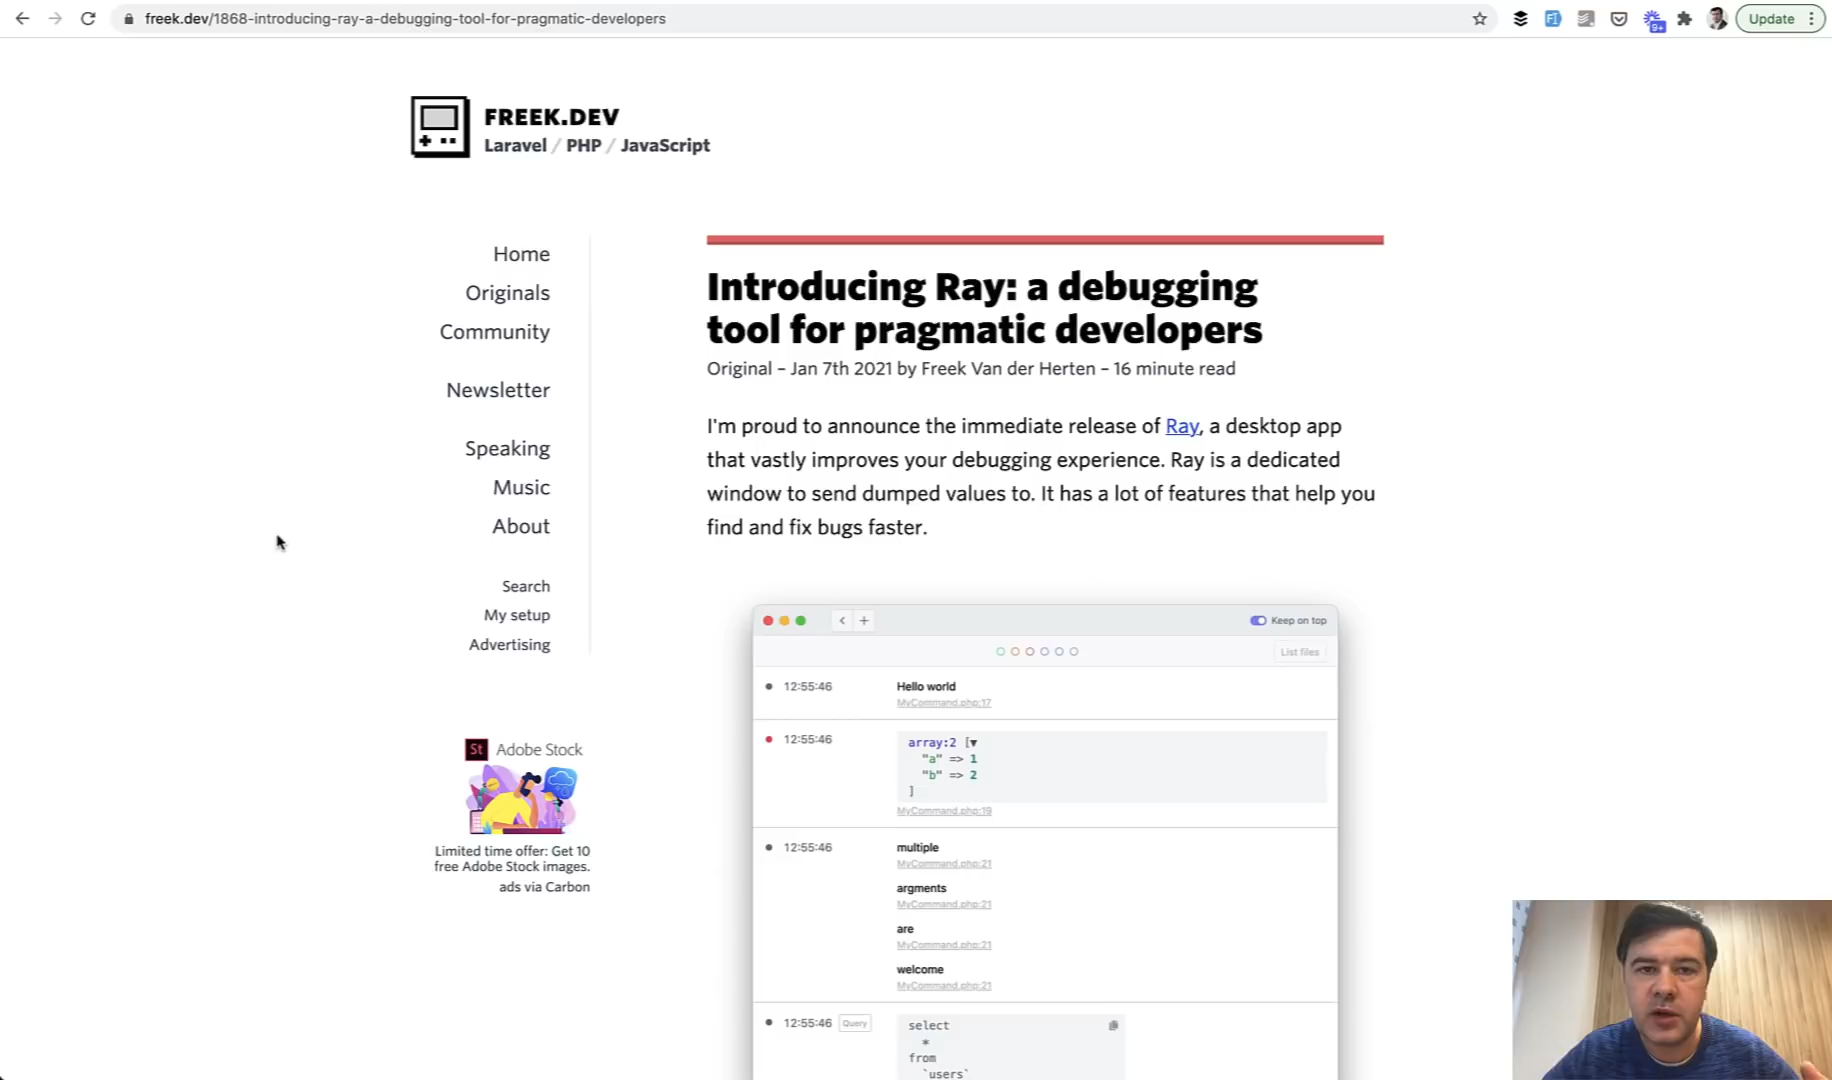 freek.dev/1868-introducing-ray-a-debugging-tool-for-pragmatic-developers
9+
Update
FREEK.DEV
Laravel / PHP / JavaScript
Home
Originals
Community
Newsletter
Speaking
Music
About
Search
My setup
Advertising
St Adobe Stock
Limited time offer: Get 10
free Adobe Stock images.
ads via Carbon
Introducing Ray: a debugging
tool for pragmatic developers
Original – Jan 7th 2021 by Freek Van der Herten – 16 minute read
I'm proud to announce the immediate release of Ray, a desktop app
that vastly improves your debugging experience. Ray is a dedicated
window to send dumped values to. It has a lot of features that help you
find and fix bugs faster.
Keep on top
List files
12:55:46 Hello world
MyCommand.php:17
12:55:46 array:2 [▼
"a" => 1
"b" => 2
]
MyCommand.php:19
12:55:46 multiple
MyCommand.php:21
argments
MyCommand.php:21
are
MyCommand.php:21
welcome
MyCommand.php:21
12:55:46 Query select
*
from
`users`